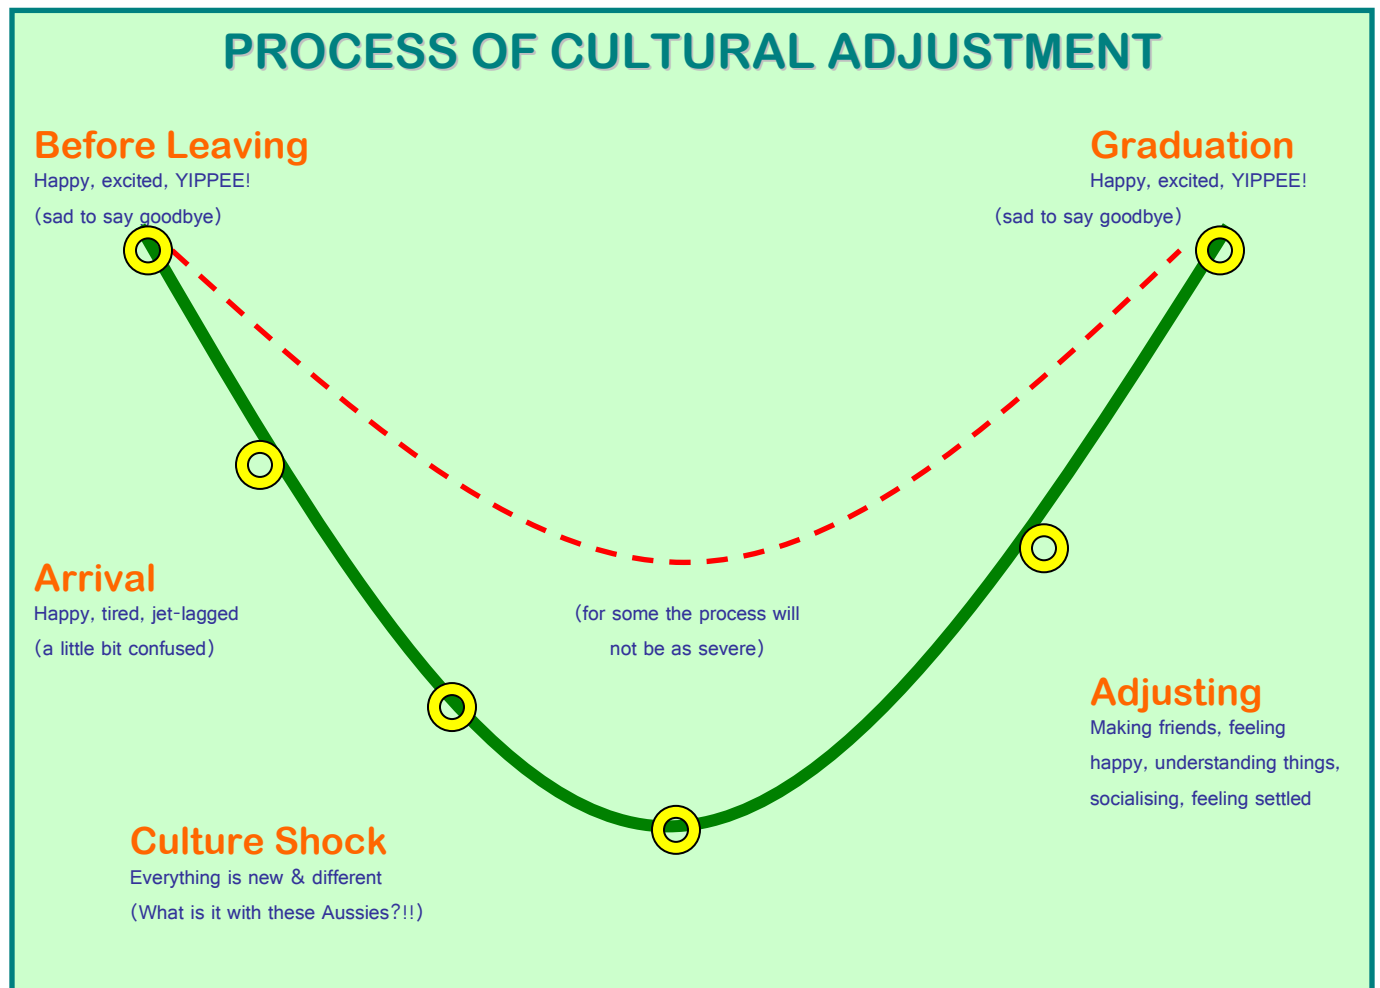 PROCESS OF CULTURAL ADJUSTMENT
Before Leaving
Happy, excited, YIPPEE!
(sad to say goodbye)
Graduation
Happy, excited, YIPPEE!
(sad to say goodbye)
Arrival
Happy, tired, jet-lagged
(a little bit confused)
(for some the process will
not be as severe)
Adjusting
Making friends, feeling
happy, understanding things,
socialising, feeling settled
Culture Shock
Everything is new & different
(What is it with these Aussies?!!)